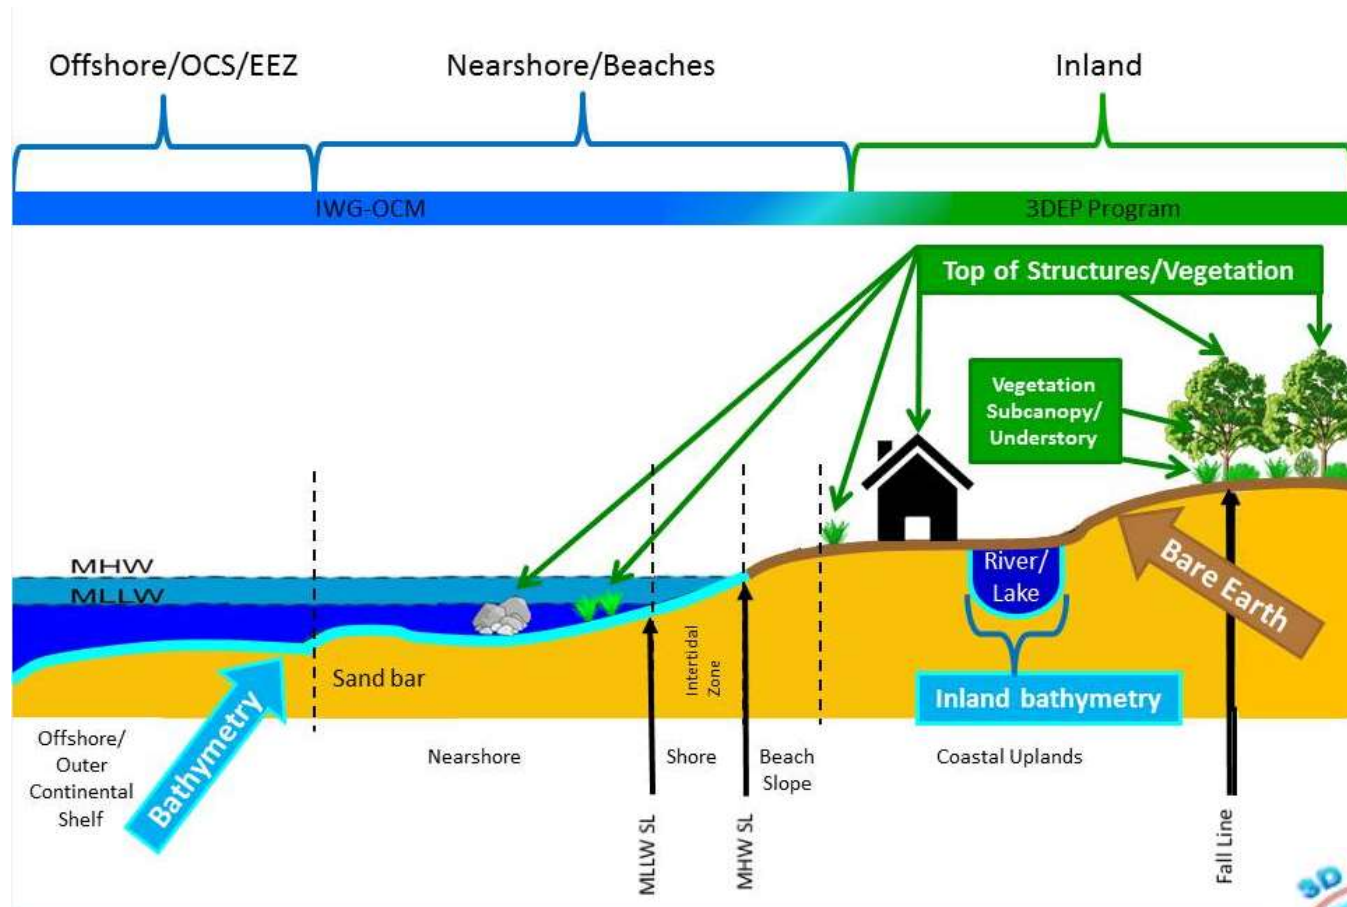 Offshore/OCS/EEZ
Nearshore/Beaches
Inland
IWG-OCM
3DEP Program
Top of Structures/Vegetation
Vegetation
Subcanopy/
Understory
MHW
MLLW
River/
Lake
Bare Earth
Sand bar
Intertidal
Zone
Inland bathymetry
Bathymetry
Offshore/
Outer
Continental
Shelf
Nearshore
Shore
Beach
Slope
Coastal Uplands
MLLW SL
MHW SL
Fall Line
3D